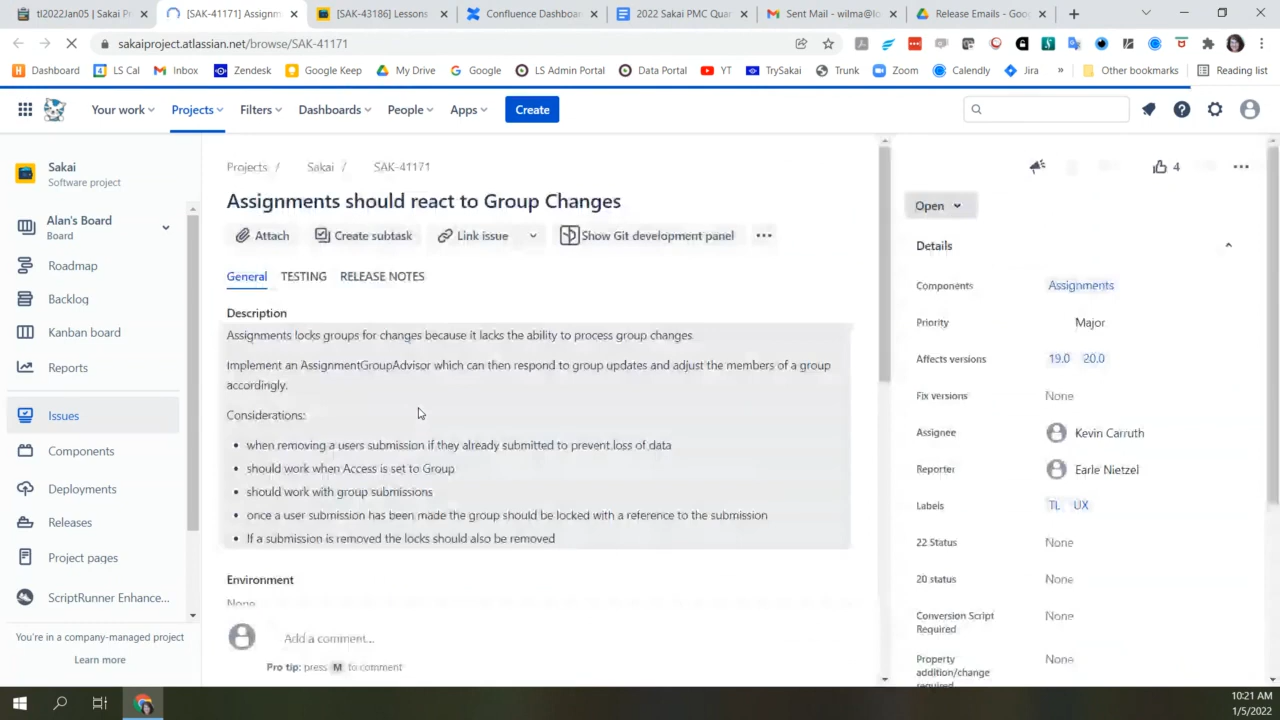 tl2022Jan05 | Sakai P
[SAK-41171] Assignm
[SAK-43186] Lessons
Confluence Dashboar
2022 Sakai PMC Qua
Sent Mail - wilma@lo
Release Emails - Goo
sakaiproject.atlassian.net/browse/SAK-41171
Dashboard
LS Cal
Inbox
Zendesk
Google Keep
My Drive
Google
LS Admin Portal
Data Portal
YT
TrySakai
Trunk
Zoom
Calendly
Jira
»
Other bookmarks
Reading list
Your work
Projects
Filters
Dashboards
People
Apps
Create
Sakai
Software project
Alan's Board
Board
Roadmap
Backlog
Kanban board
Reports
Issues
Components
Deployments
Releases
Project pages
ScriptRunner Enhance...
You're in a company-managed project
Learn more
Projects / Sakai / SAK-41171
Assignments should react to Group Changes
Attach
Create subtask
Link issue
Show Git development panel
General
TESTING
RELEASE NOTES
Description
Assignments locks groups for changes because it lacks the ability to process group changes
Implement an AssignmentGroupAdvisor which can then respond to group updates and adjust the members of a group
accordingly.
Considerations:
• when removing a users submission if they already submitted to prevent loss of data
• should work when Access is set to Group
• should work with group submissions
• once a user submission has been made the group should be locked with a reference to the submission
• If a submission is removed the locks should also be removed
Environment
None
Add a comment...
Pro tip: press M to comment
4
Open
Details
Components
Assignments
Priority
Major
Affects versions
19.0 20.0
Fix versions
None
Assignee
Kevin Carruth
Reporter
Earle Nietzel
Labels
TL UX
22 Status
None
20 status
None
Conversion Script
Required
None
Property
addition/change
required
None
10:21 AM
1/5/2022